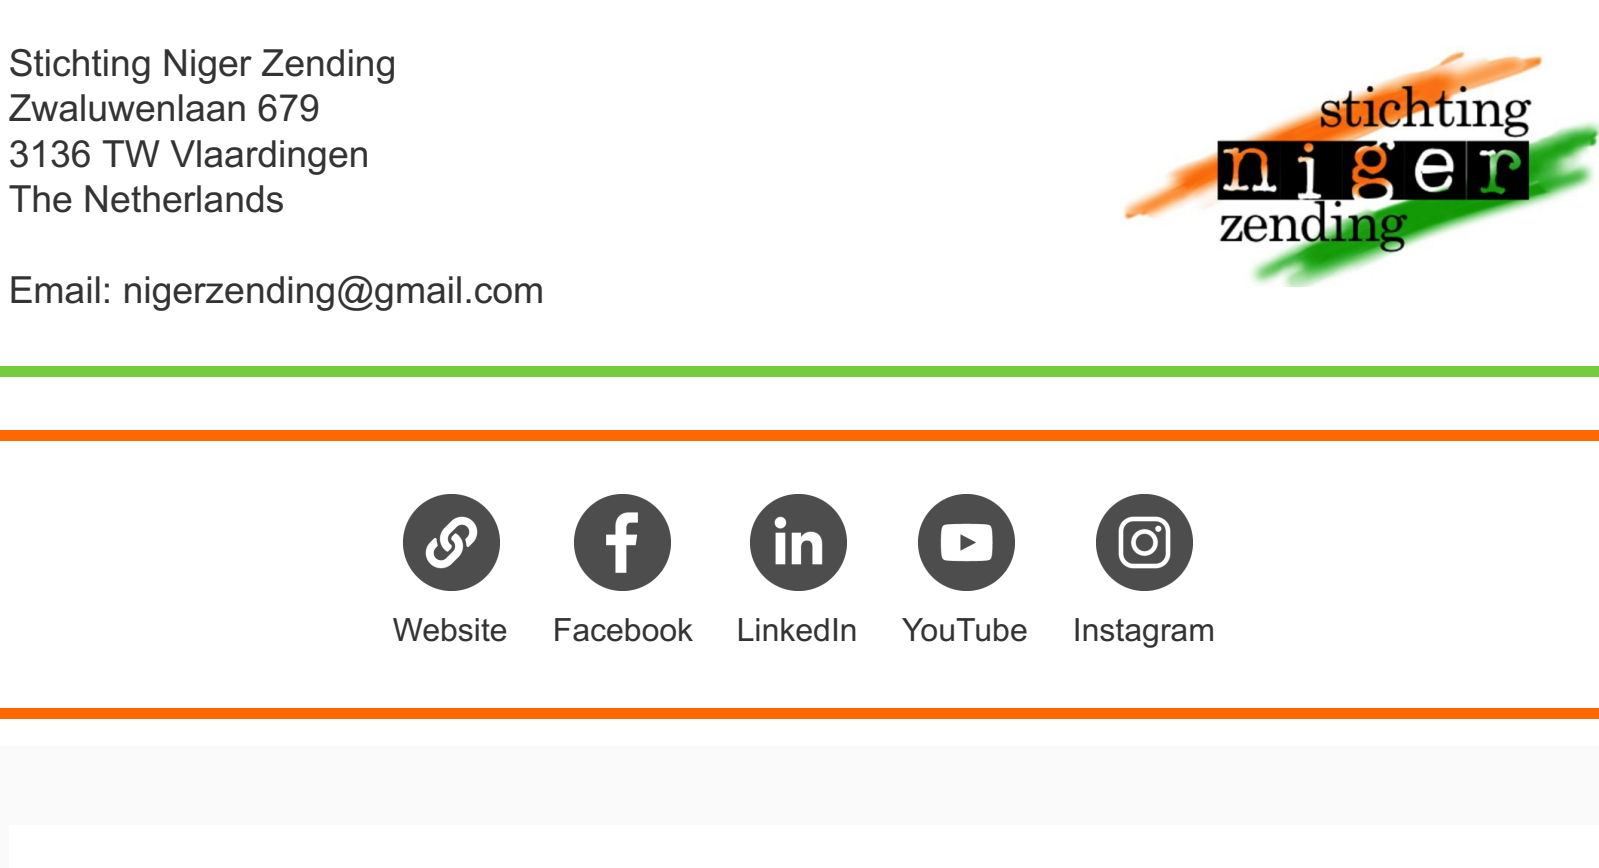 Stichting Niger Zending
Zwaluwenlaan 679
3136 TW Vlaardingen
The Netherlands
Email: nigerzending@gmail.com
stichting
niger
zending
Website
Facebook
LinkedIn
YouTube
Instagram